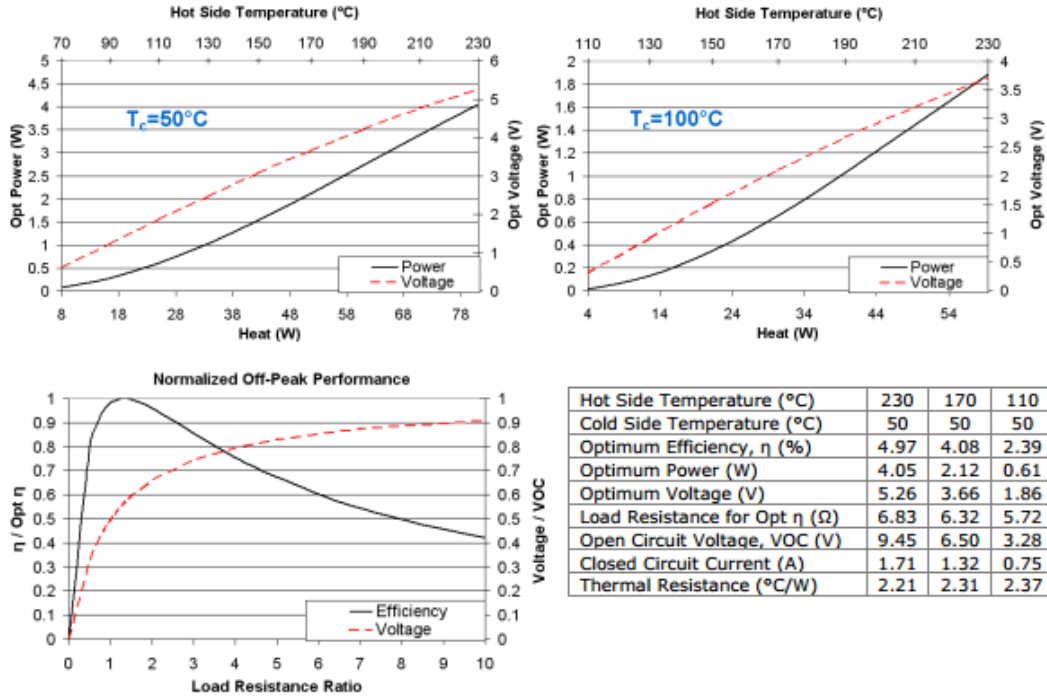 Hot Side Temperature (°C)
70 90 110 130 150 170 190 210 230
5 4.5 4 3.5 3 2.5 2 1.5 1 0.5 0
Opt Power (W)
T_c=50°C
6 5 4 3 2 1 0
Opt Voltage (V)
Power
Voltage
8 18 28 38 48 58 68 78
Heat (W)
Hot Side Temperature (°C)
110 130 150 170 190 210 230
2 1.8 1.6 1.4 1.2 1 0.8 0.6 0.4 0.2 0
Opt Power (W)
T_c=100°C
4 3.5 3 2.5 2 1.5 1 0.5 0
Opt Voltage (V)
Power
Voltage
4 14 24 34 44 54
Heat (W)
Normalized Off-Peak Performance
1 0.9 0.8 0.7 0.6 0.5 0.4 0.3 0.2 0.1 0
η / Opt η
1 0.9 0.8 0.7 0.6 0.5 0.4 0.3 0.2 0.1 0
Voltage / VOC
Efficiency
Voltage
0 1 2 3 4 5 6 7 8 9 10
Load Resistance Ratio
Hot Side Temperature (°C) 230 170 110
Cold Side Temperature (°C) 50 50 50
Optimum Efficiency, η (%) 4.97 4.08 2.39
Optimum Power (W) 4.05 2.12 0.61
Optimum Voltage (V) 5.26 3.66 1.86
Load Resistance for Opt η (Ω) 6.83 6.32 5.72
Open Circuit Voltage, VOC (V) 9.45 6.50 3.28
Closed Circuit Current (A) 1.71 1.32 0.75
Thermal Resistance (°C/W) 2.21 2.31 2.37